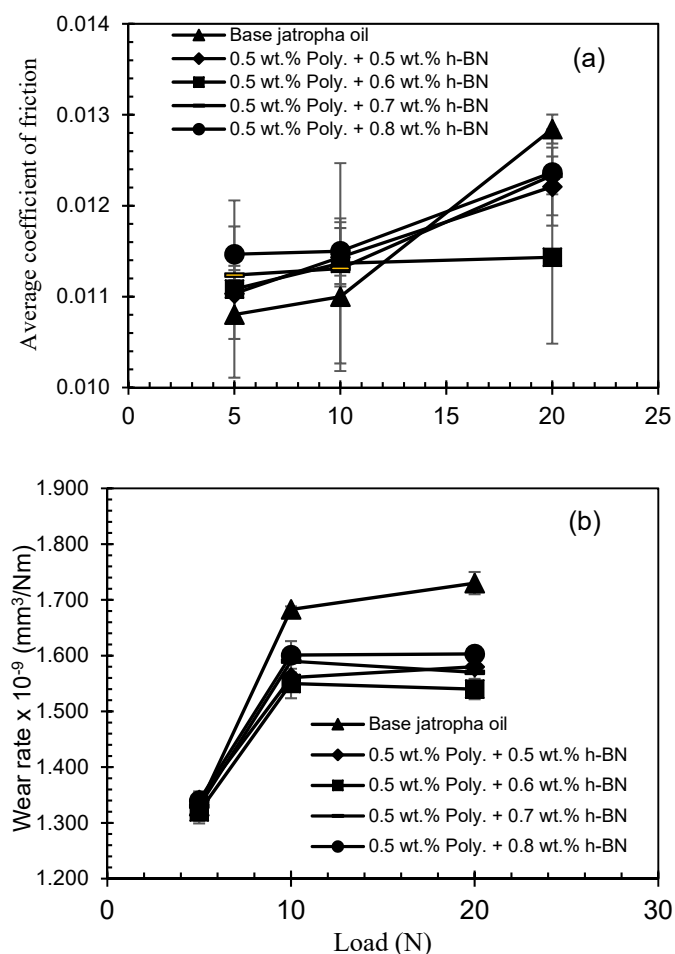 0.014
0.013
0.012
0.011
0.010
Average coefficient of friction
Base jatropha oil
0.5 wt.% Poly. + 0.5 wt.% h-BN
0.5 wt.% Poly. + 0.6 wt.% h-BN
0.5 wt.% Poly. + 0.7 wt.% h-BN
0.5 wt.% Poly. + 0.8 wt.% h-BN
(a)
0 5 10 15 20 25
1.900
1.800
1.700
1.600
1.500
1.400
1.300
1.200
Wear rate x 10⁻⁹ (mm³/Nm)
(b)
Base jatropha oil
0.5 wt.% Poly. + 0.5 wt.% h-BN
0.5 wt.% Poly. + 0.6 wt.% h-BN
0.5 wt.% Poly. + 0.7 wt.% h-BN
0.5 wt.% Poly. + 0.8 wt.% h-BN
0 10 20 30
Load (N)